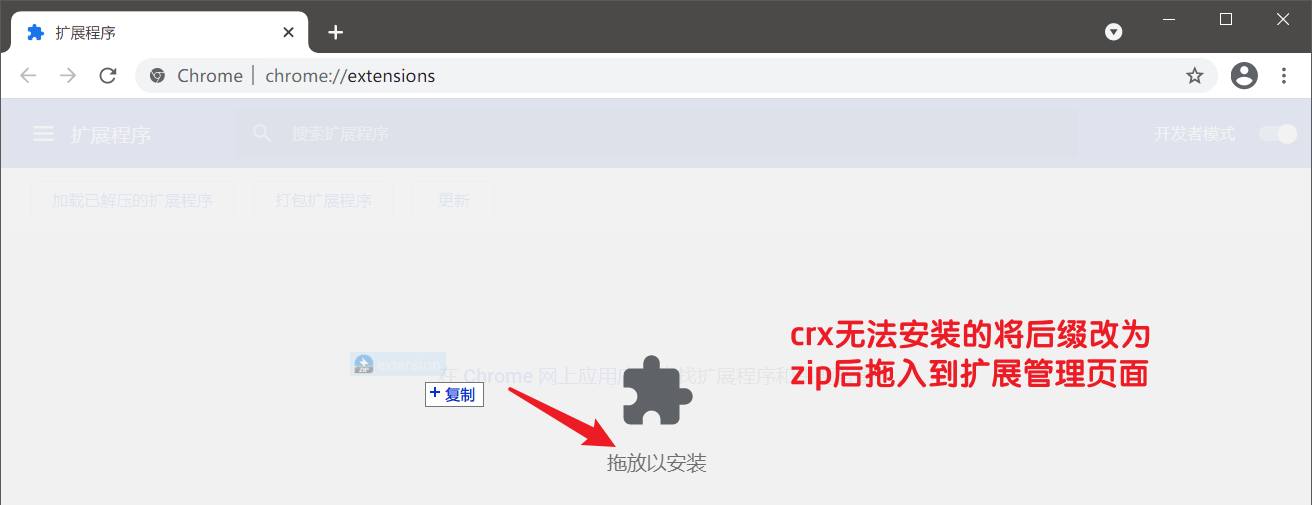 扩展程序
Chrome | chrome://extensions
扩展程序 搜索扩展程序 开发者模式
加载已解压的扩展程序 打包扩展程序 更新
crx无法安装的将后缀改为
zip后拖入到扩展管理页面
ZIP extension
在 Chrome 网上应用 找扩展程序和
+ 复制
拖放以安装